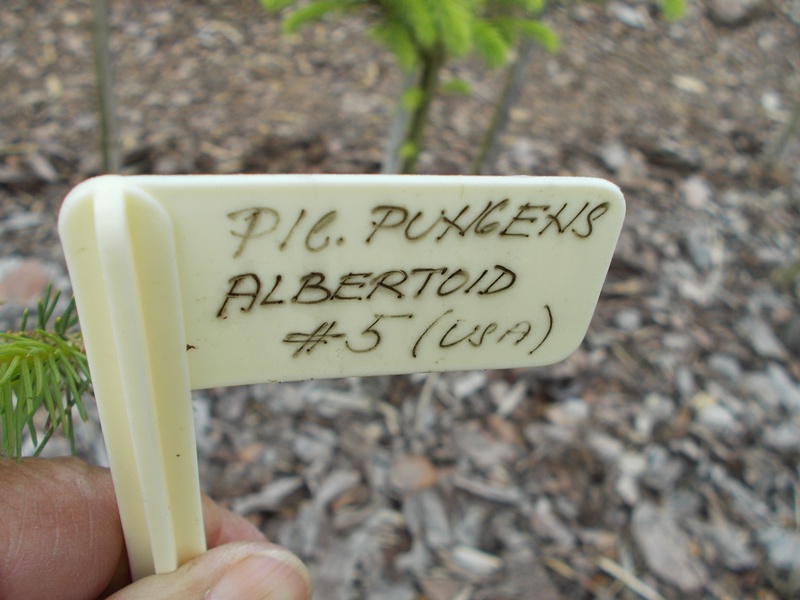 PIC. PUNGENS
ALBERTOID
#5 (USA)